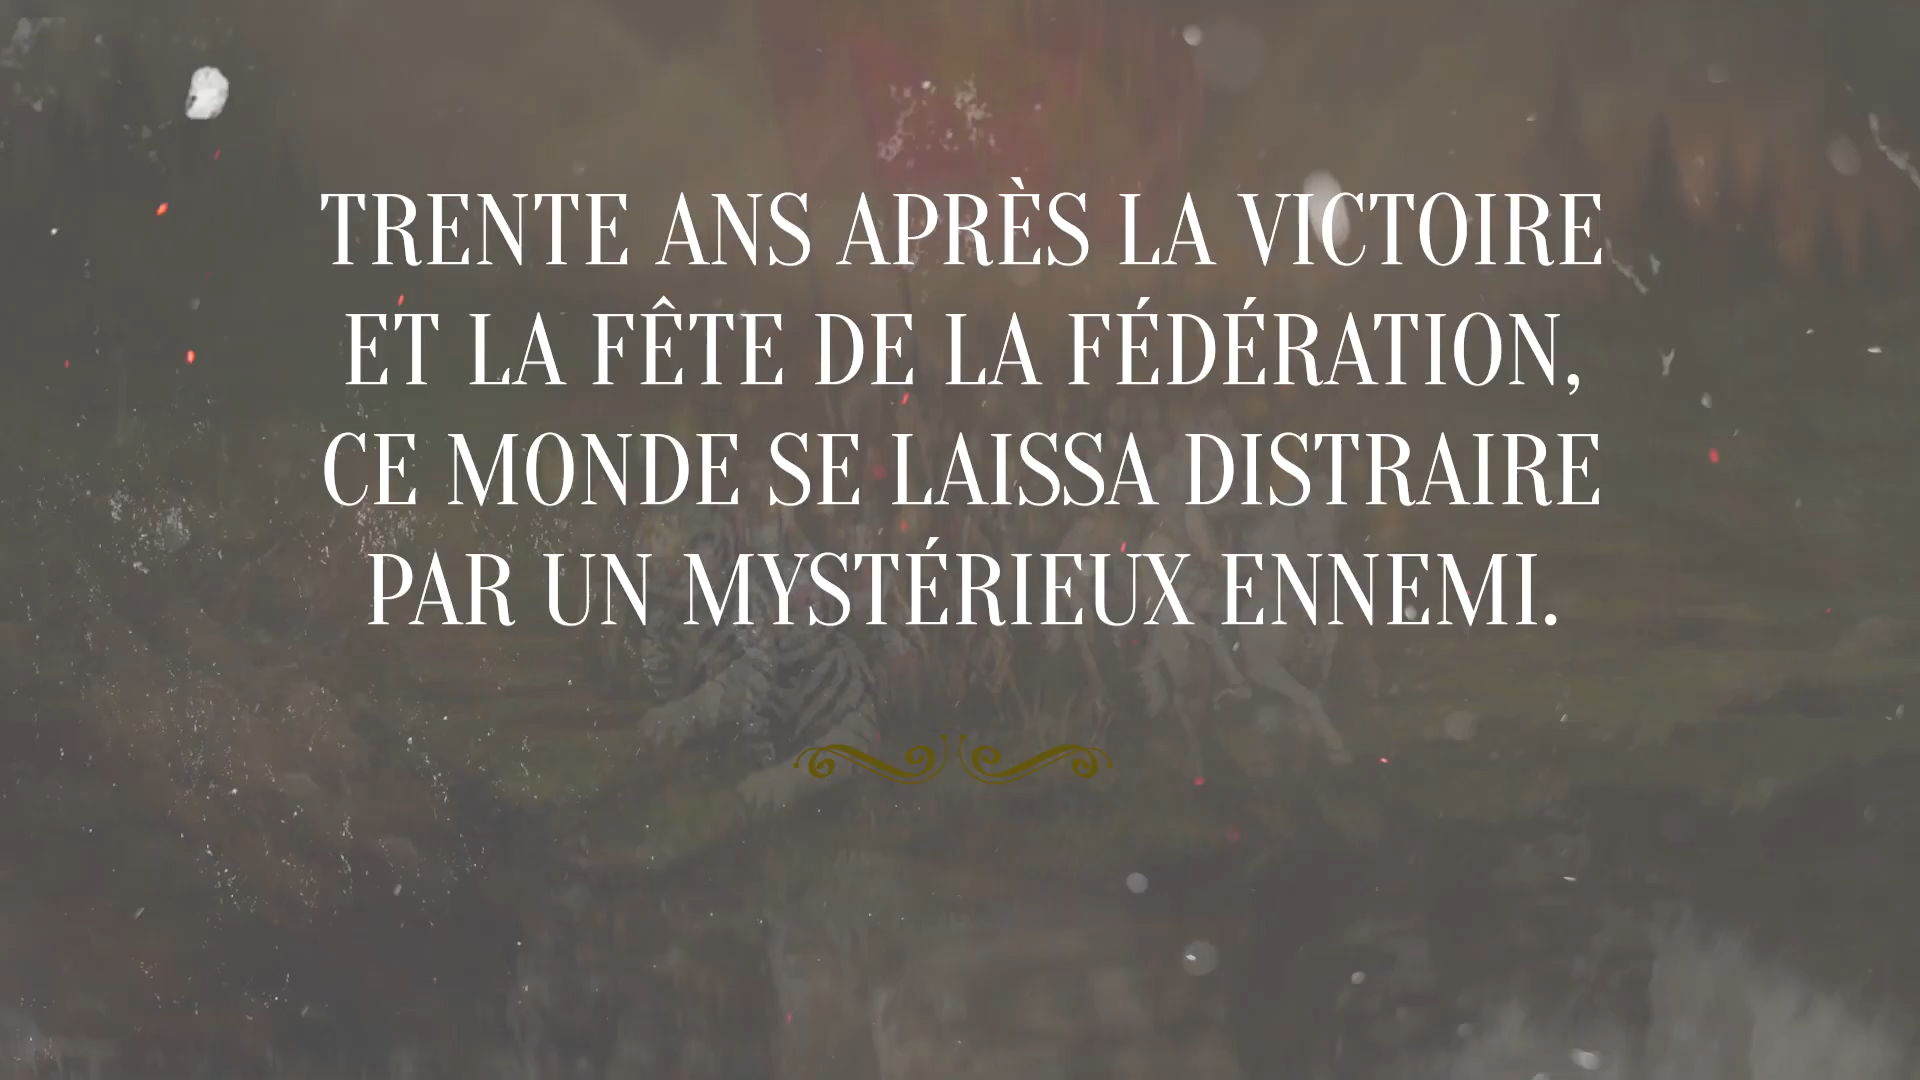 TRENTE ANS APRÈS LA VICTOIRE
ET LA FÊTE DE LA FÉDÉRATION,
CE MONDE SE LAISSA DISTRAIRE
PAR UN MYSTÉRIEUX ENNEMI.